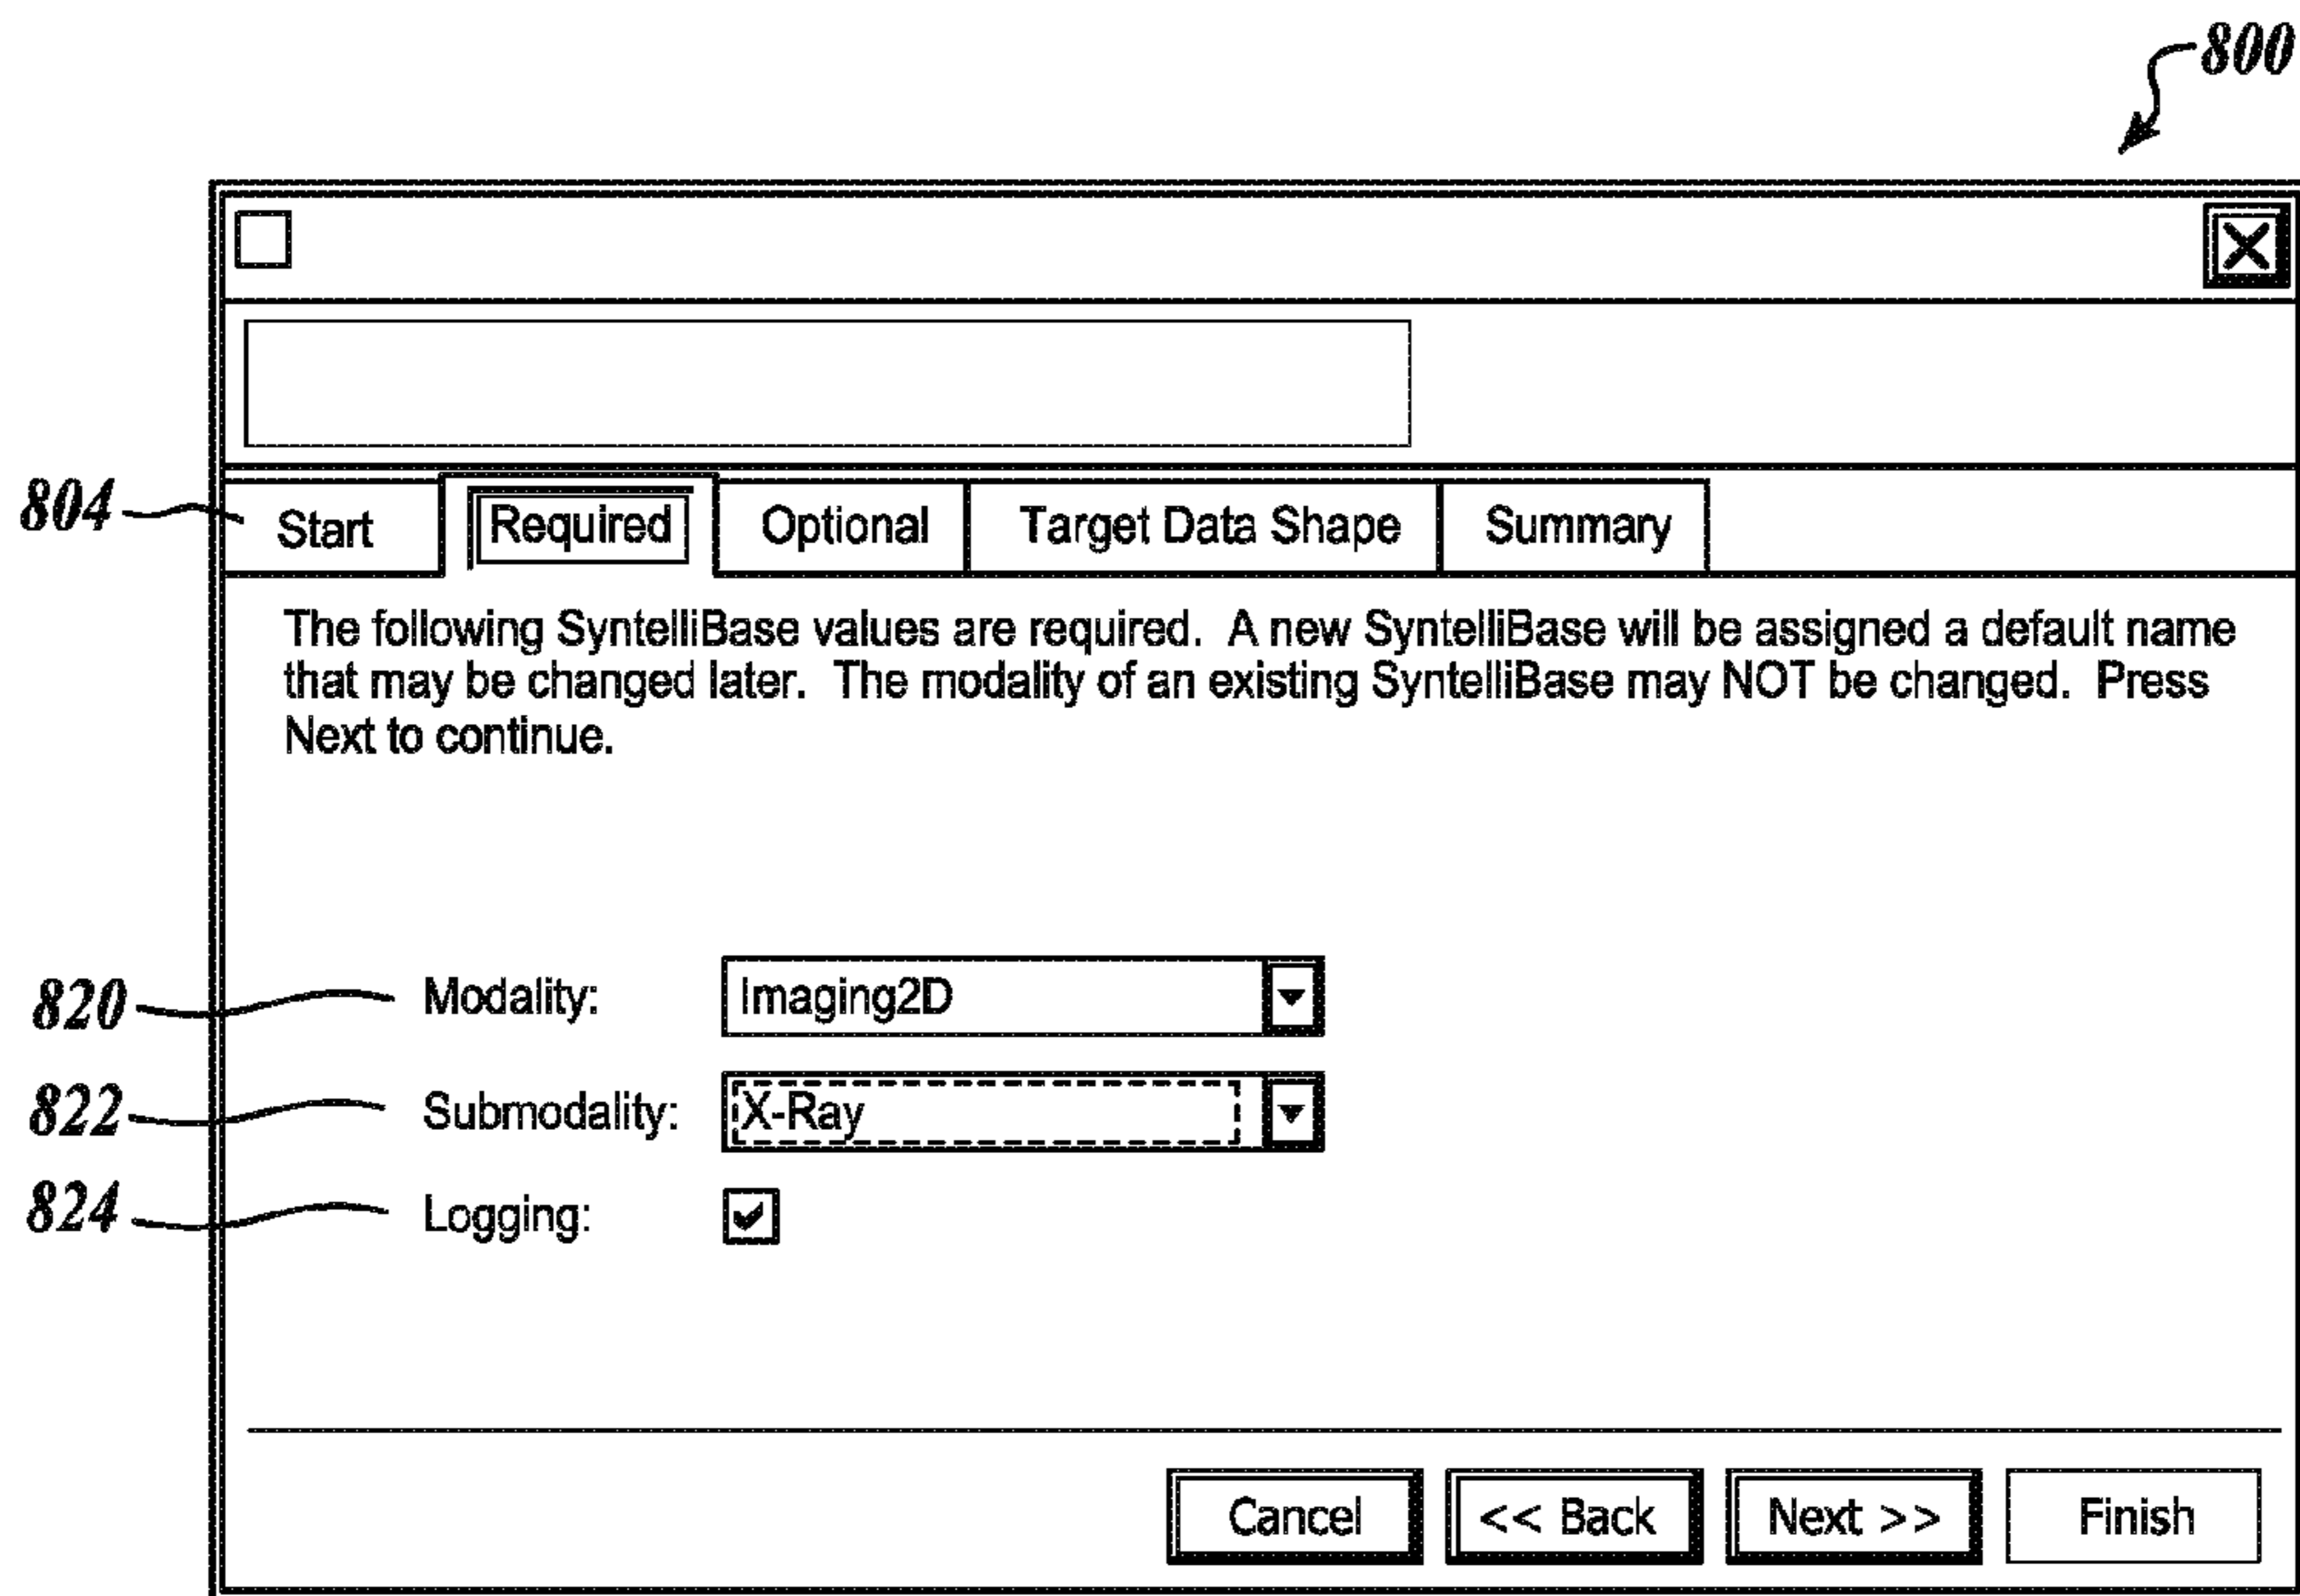 800
804 Start Required Optional Target Data Shape Summary
The following SyntelliBase values are required. A new SyntelliBase will be assigned a default name
that may be changed later. The modality of an existing SyntelliBase may NOT be changed. Press
Next to continue.
820 Modality: Imaging2D
822 Submodality: X-Ray
824 Logging:
Cancel << Back Next >> Finish